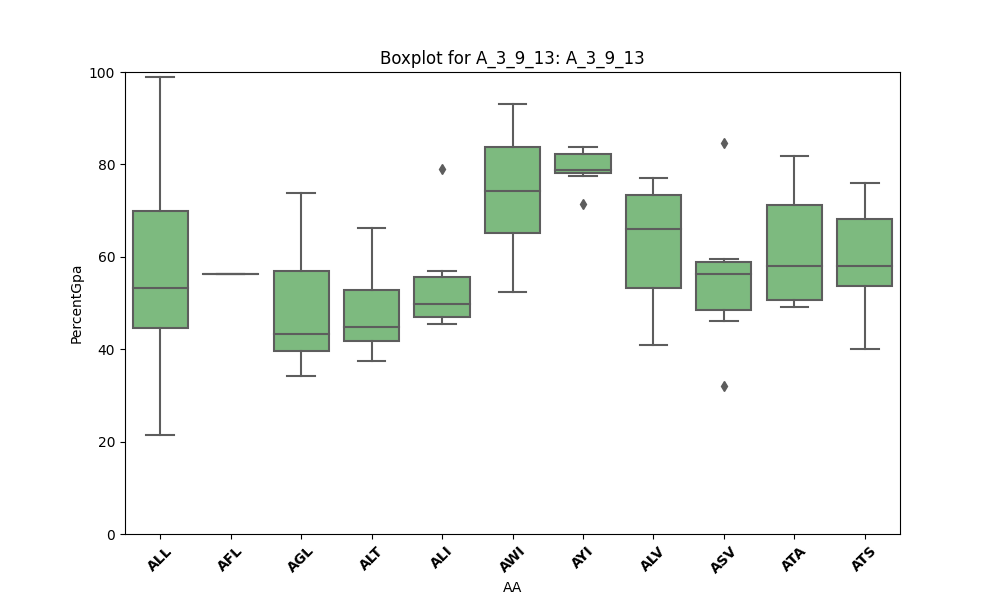 Boxplot for A_3_9_13: A_3_9_13
PercentGpa
100
80
60
40
20
0
ALL AFL AGL ALT ALI AWI AYI ALV ASV ATA ATS
AA